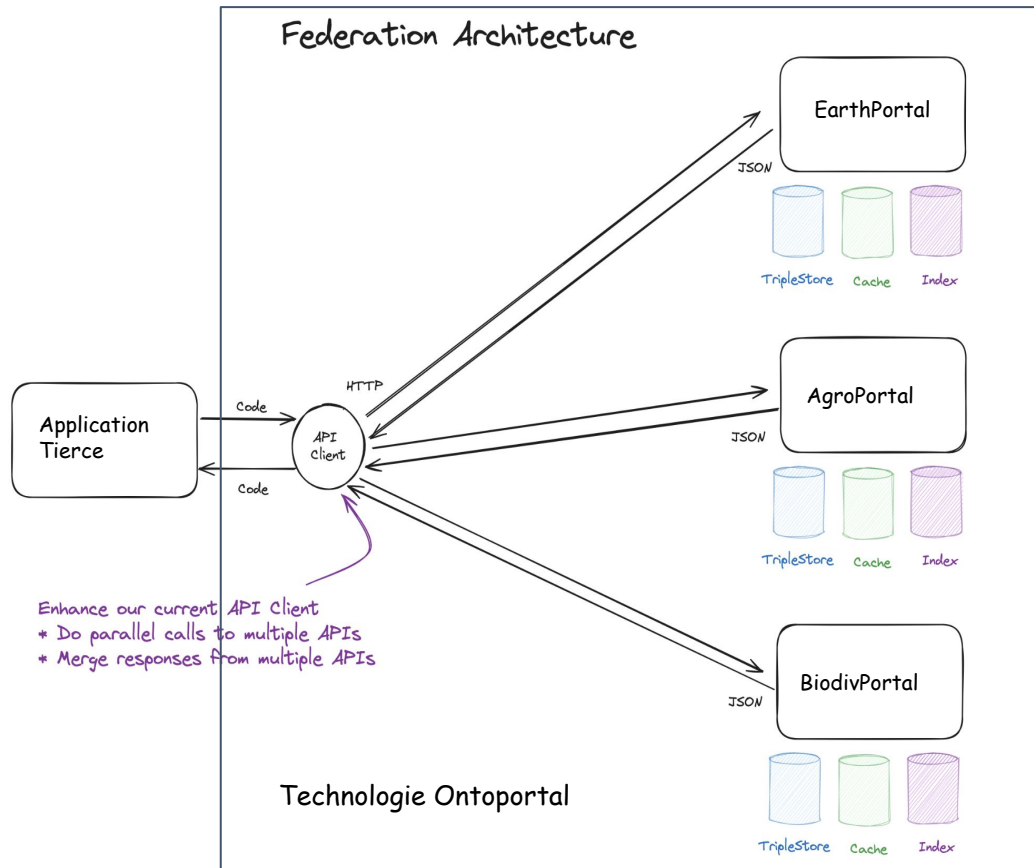 Federation Architecture
EarthPortal
JSON
TripleStore
Cache
Index
HTTP
Application
Tierce
Code
API
Client
Code
AgroPortal
JSON
TripleStore
Cache
Index
Enhance our current API Client
* Do parallel calls to multiple APIs
* Merge responses from multiple APIs
BiodivPortal
JSON
Technologie Ontoportal
TripleStore
Cache
Index